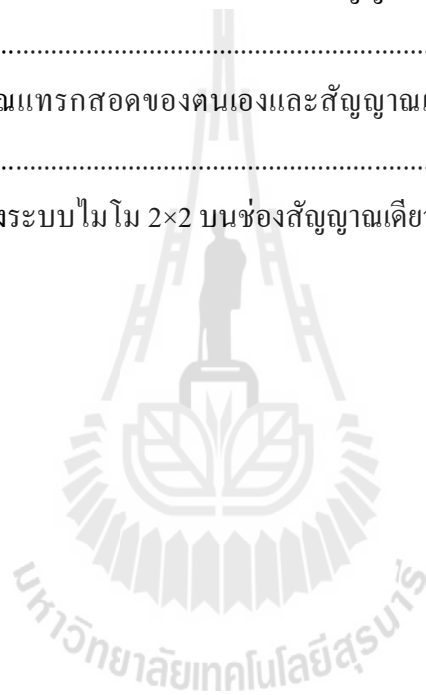 ..........................................................................
ณแทรกสอดของตนเองและสัญญาณ
..........................................................................
งระบบไมโม 2×2 บนช่องสัญญาณเดีย
มหาวิทยาลัยเทคโนโลยีสุรนารี